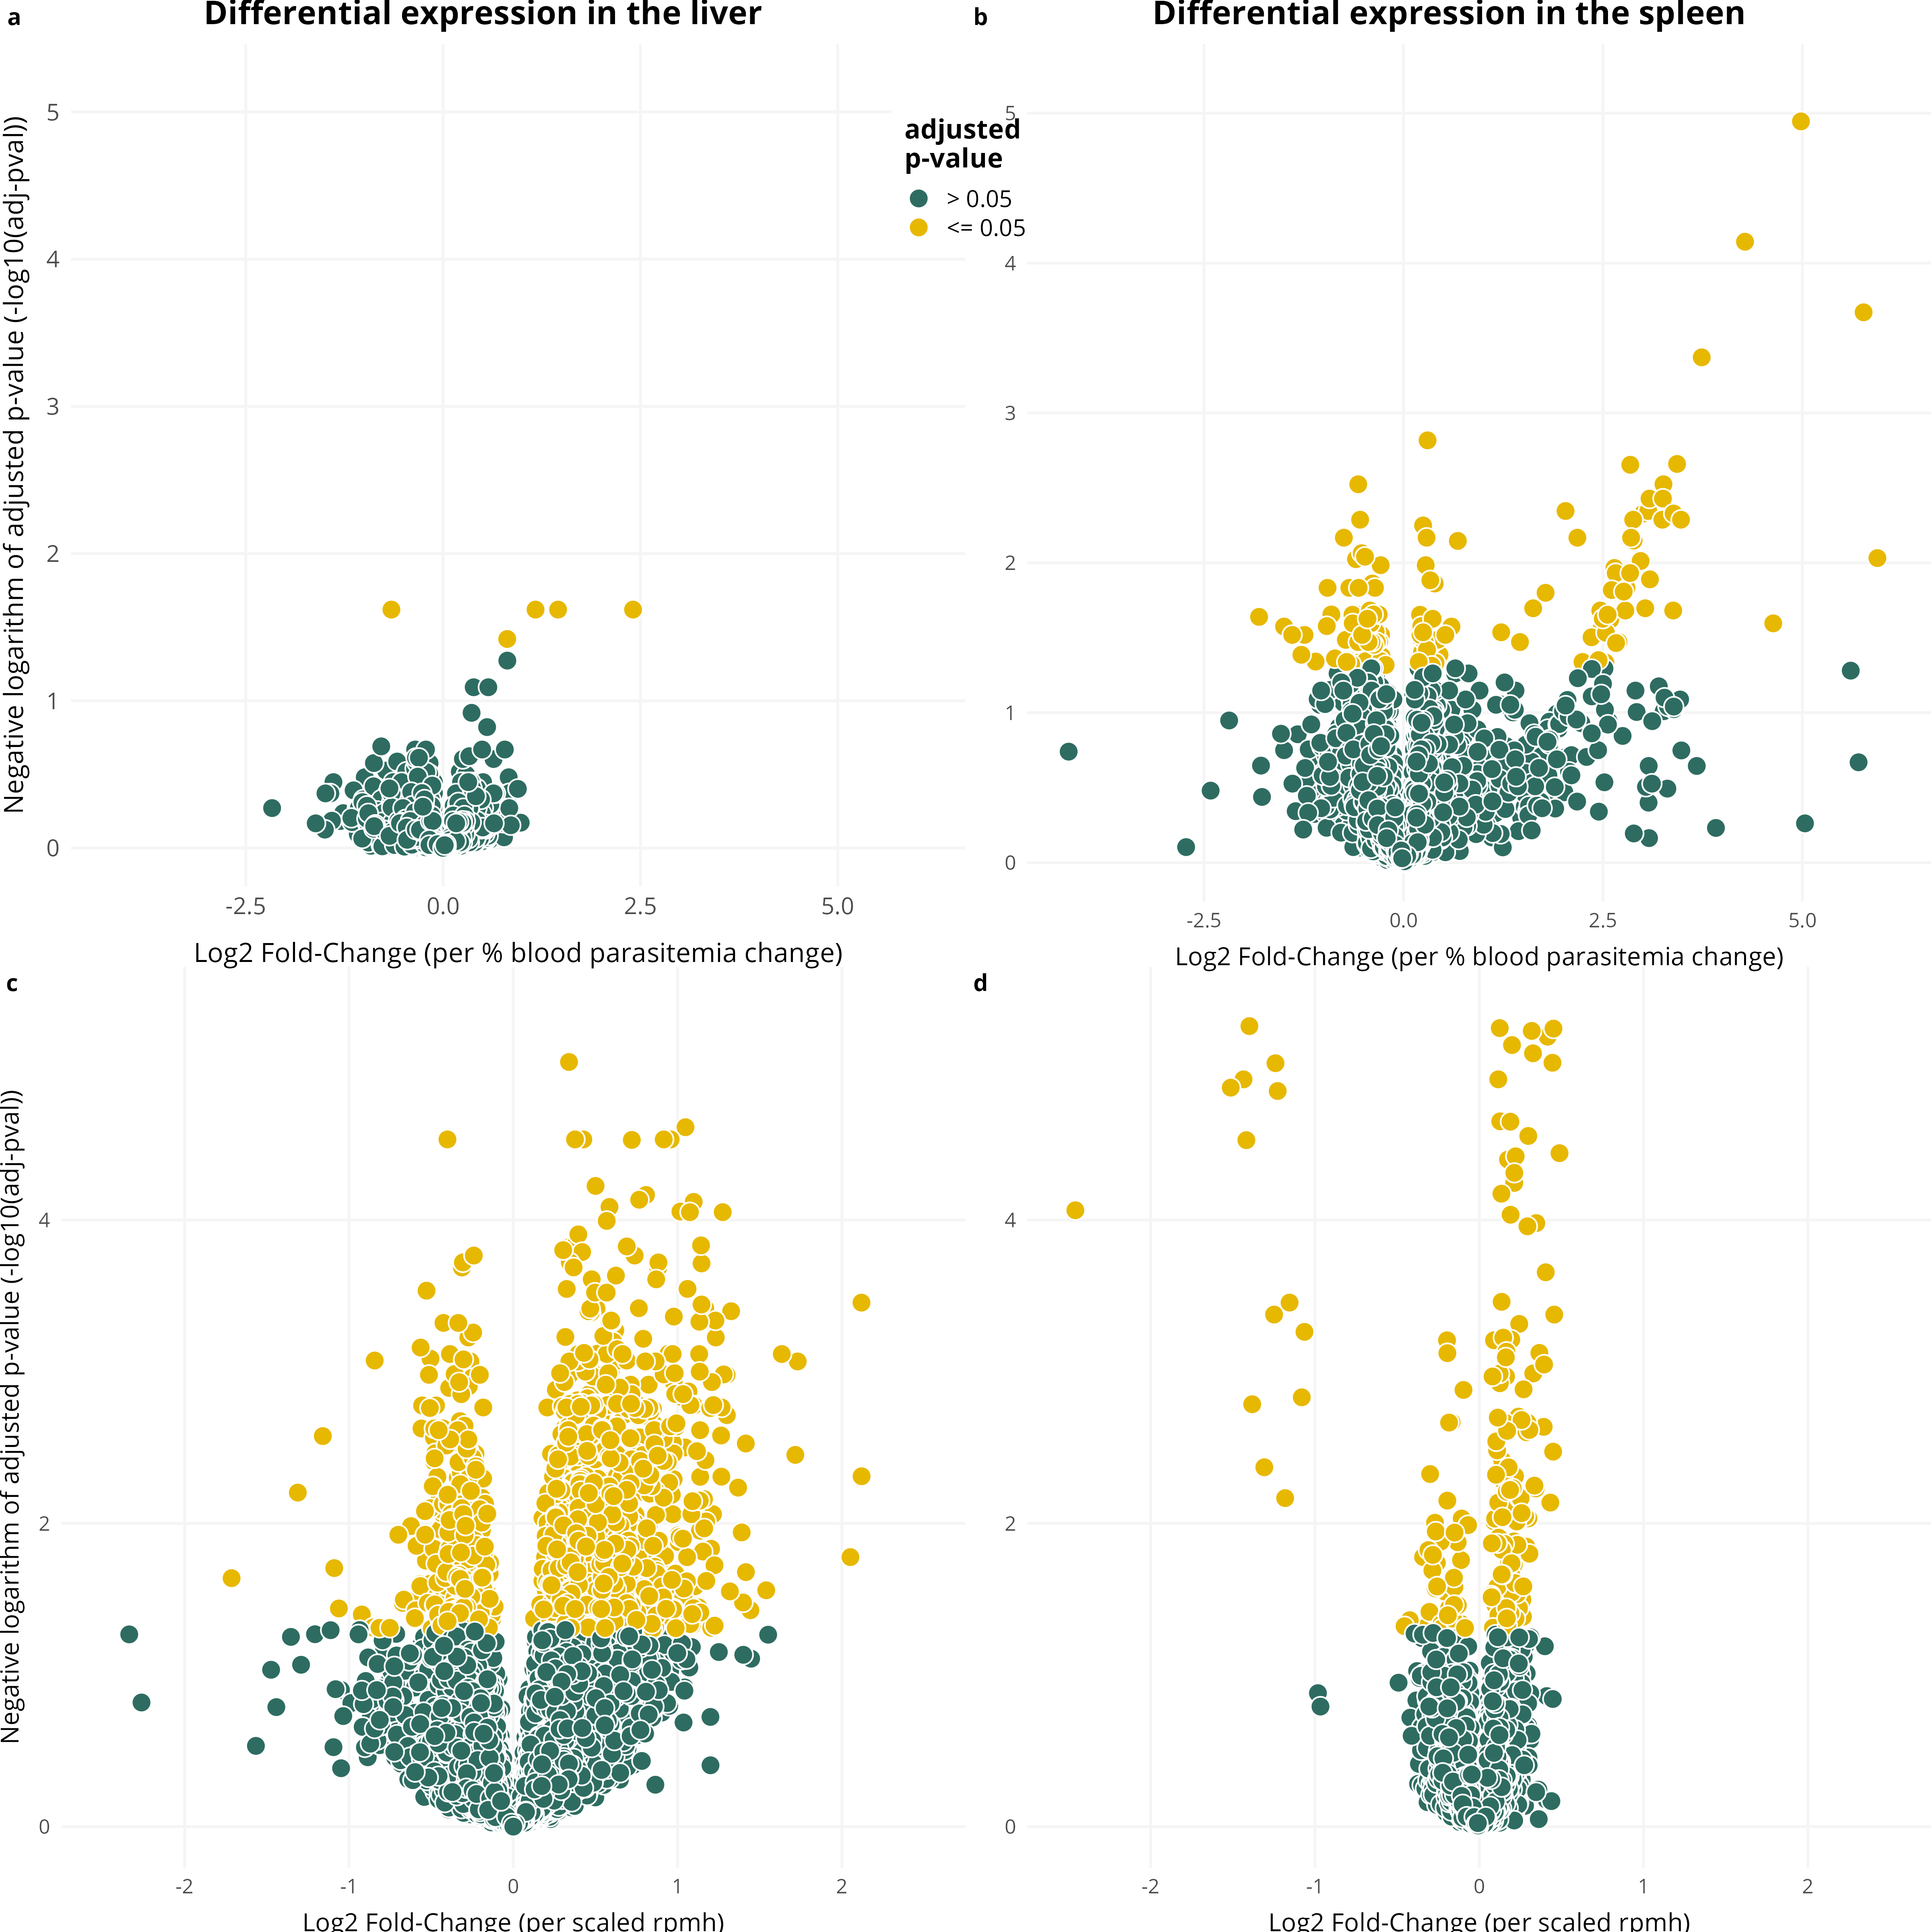 a
Differential expression in the liver
5
4
3
2
1
0
-2.5
0.0
2.5
5.0
Negative logarithm of adjusted p-value (-log10(adj-pval))
Log2 Fold-Change (per % blood parasitemia change)
adjusted
p-value
> 0.05
<= 0.05
b
Differential expression in the spleen
5
4
3
2
1
0
-2.5
0.0
2.5
5.0
Log2 Fold-Change (per % blood parasitemia change)
c
4
2
0
-2
-1
0
1
2
Negative logarithm of adjusted p-value (-log10(adj-pval))
Log2 Fold-Change (per scaled rpmh)
d
4
2
0
-2
-1
0
1
2
Log2 Fold-Change (per scaled rpmh)